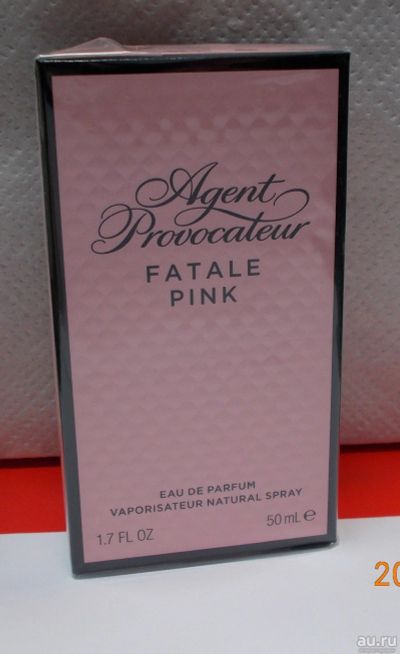 Agent
Provocateur
FATALE
PINK
EAU DE PARFUM
VAPORISATEUR NATURAL SPRAY
1.7 FL OZ 50 mL ℮
20
au.ru